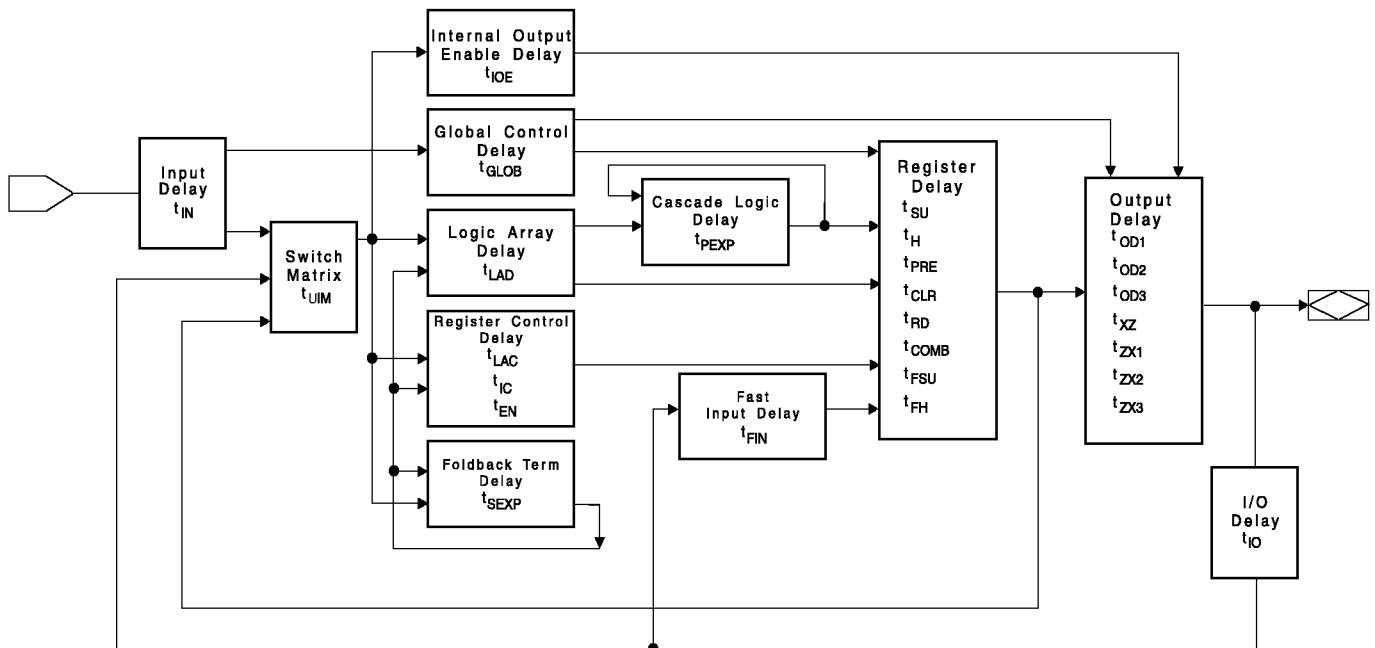 Input
Delay
tIN
Switch
Matrix
tUIM
Internal Output
Enable Delay
tIOE
Global Control
Delay
tGLOB
Logic Array
Delay
tLAD
Register Control
Delay
tLAC
tIC
tEN
Foldback Term
Delay
tSEXP
Cascade Logic
Delay
tPEXP
Fast
Input Delay
tFIN
Register
Delay
tSU
tH
tPRE
tCLR
tRD
tCOMB
tFSU
tFH
Output
Delay
tOD1
tOD2
tOD3
tXZ
tZX1
tZX2
tZX3
I/O
Delay
tIO